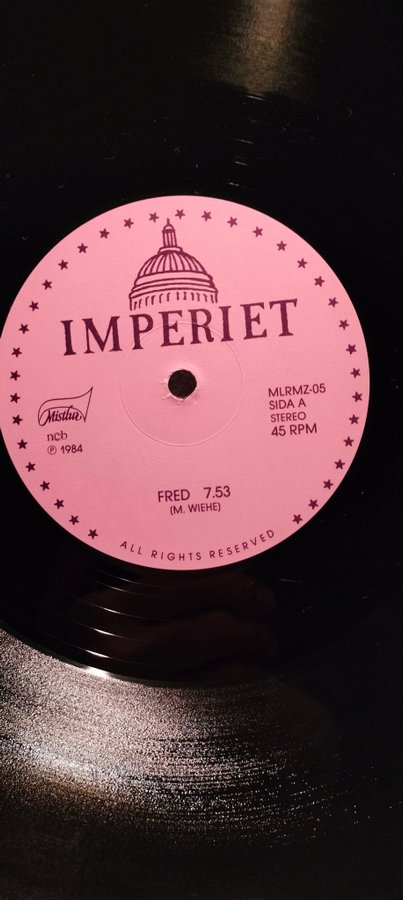 IMPERIET
Mistlur
ncb
Ⓟ 1984
MLRMZ-05
SIDA A
STEREO
45 RPM
FRED 7.53
(M. WIEHE)
ALL RIGHTS RESERVED